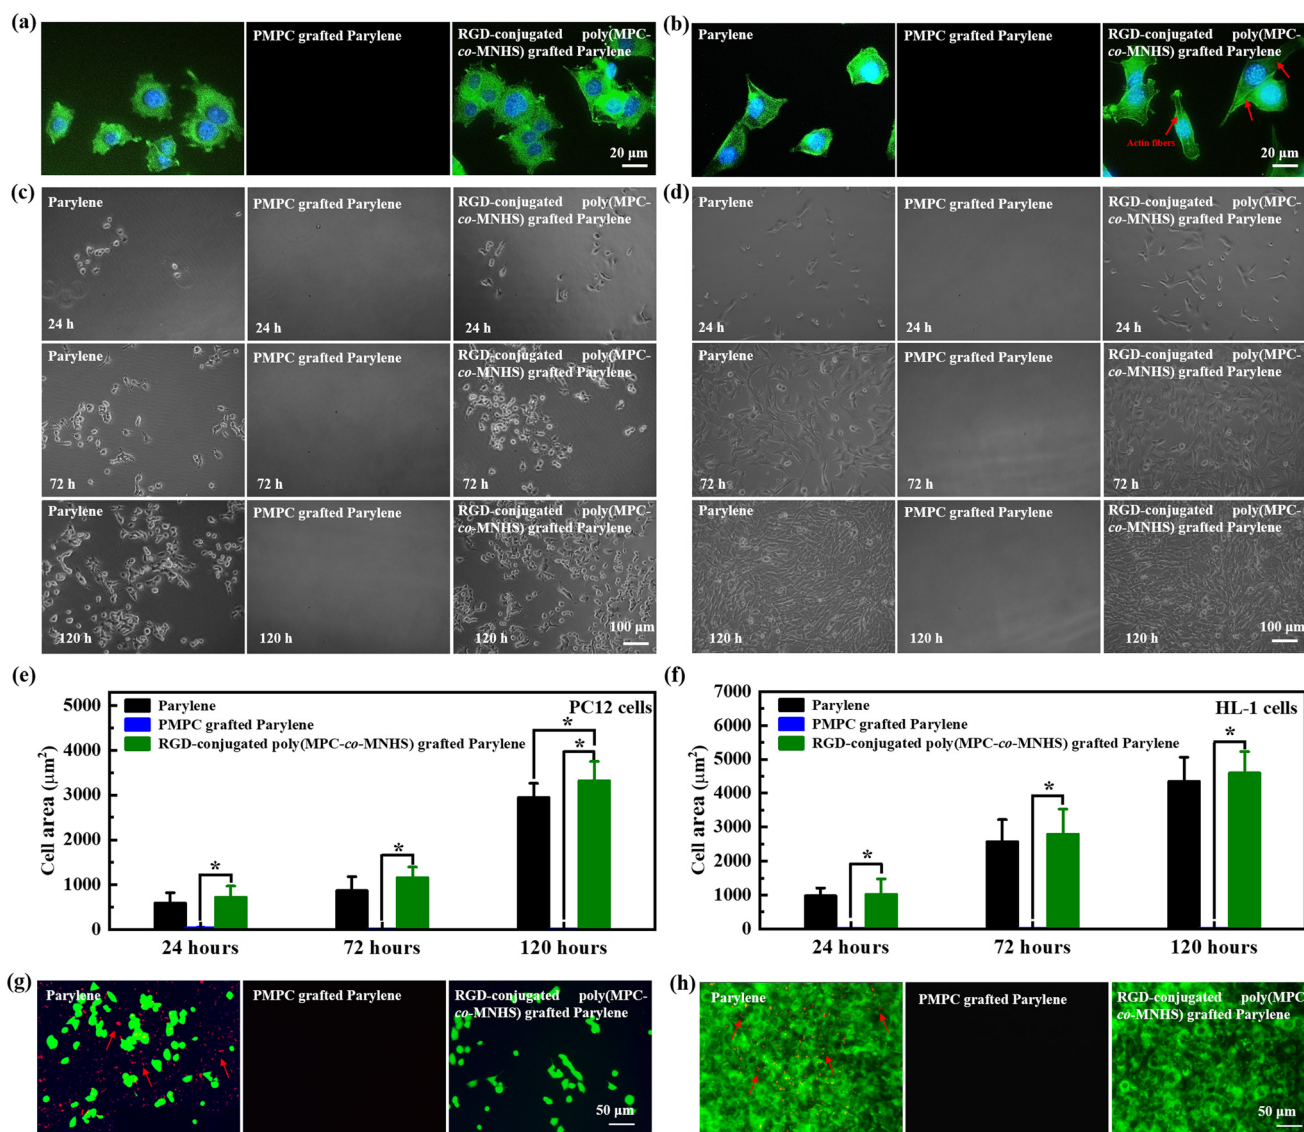 (a)
PMPC grafted Parylene
RGD-conjugated poly(MPC-
co-MNHS) grafted Parylene
20 μm
(b)
Parylene
PMPC grafted Parylene
RGD-conjugated poly(MPC-
co-MNHS) grafted Parylene
Actin fibers
20 μm
(c)
Parylene
PMPC grafted Parylene
RGD-conjugated poly(MPC-
co-MNHS) grafted Parylene
24 h
24 h
24 h
Parylene
PMPC grafted Parylene
RGD-conjugated poly(MPC-
co-MNHS) grafted Parylene
72 h
72 h
72 h
Parylene
PMPC grafted Parylene
RGD-conjugated poly(MPC-
co-MNHS) grafted Parylene
120 h
120 h
120 h
100 μm
(d)
Parylene
PMPC grafted Parylene
RGD-conjugated poly(MPC-
co-MNHS) grafted Parylene
24 h
24 h
24 h
Parylene
PMPC grafted Parylene
RGD-conjugated poly(MPC-
co-MNHS) grafted Parylene
72 h
72 h
72 h
Parylene
PMPC grafted Parylene
RGD-conjugated poly(MPC-
co-MNHS) grafted Parylene
120 h
120 h
120 h
100 μm
(e)
PC12 cells
Parylene
PMPC grafted Parylene
RGD-conjugated poly(MPC-co-MNHS) grafted Parylene
Cell area (μm²)
5000
4000
3000
2000
1000
0
*
*
*
*
24 hours
72 hours
120 hours
(f)
HL-1 cells
Parylene
PMPC grafted Parylene
RGD-conjugated poly(MPC-co-MNHS) grafted Parylene
Cell area (μm²)
7000
6000
5000
4000
3000
2000
1000
0
*
*
*
24 hours
72 hours
120 hours
(g)
Parylene
PMPC grafted Parylene
RGD-conjugated poly(MPC-
co-MNHS) grafted Parylene
50 μm
(h)
Parylene
PMPC grafted Parylene
RGD-conjugated poly(MPC-
co-MNHS) grafted Parylene
50 μm